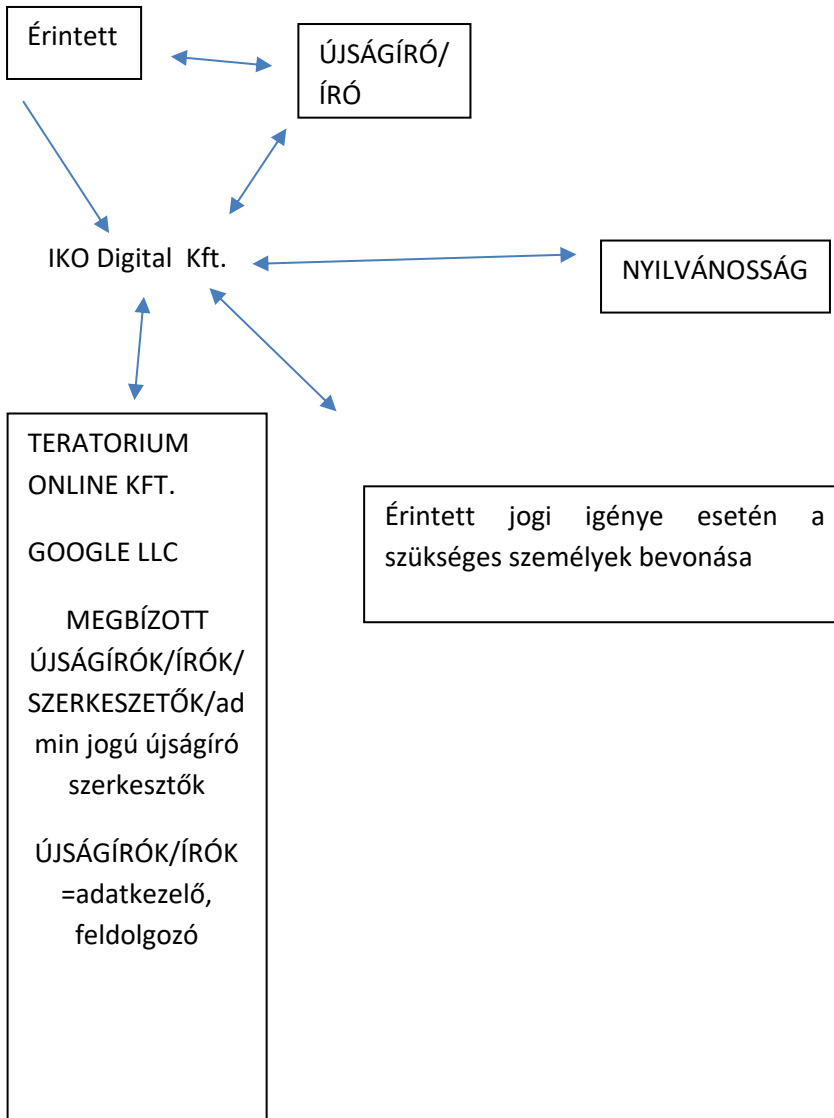 Érintett
ÚJSÁGÍRÓ/
ÍRÓ
IKO Digital Kft.
NYILVÁNOSSÁG
TERATORIUM
ONLINE KFT.
GOOGLE LLC
MEGBÍZOTT
ÚJSÁGÍRÓK/ÍRÓK/
SZERKESZETŐK/ad
min jogú újságíró
szerkesztők
ÚJSÁGÍRÓK/ÍRÓK
=adatkezelő,
feldolgozó
Érintett jogi igénye esetén a
szükséges személyek bevonása